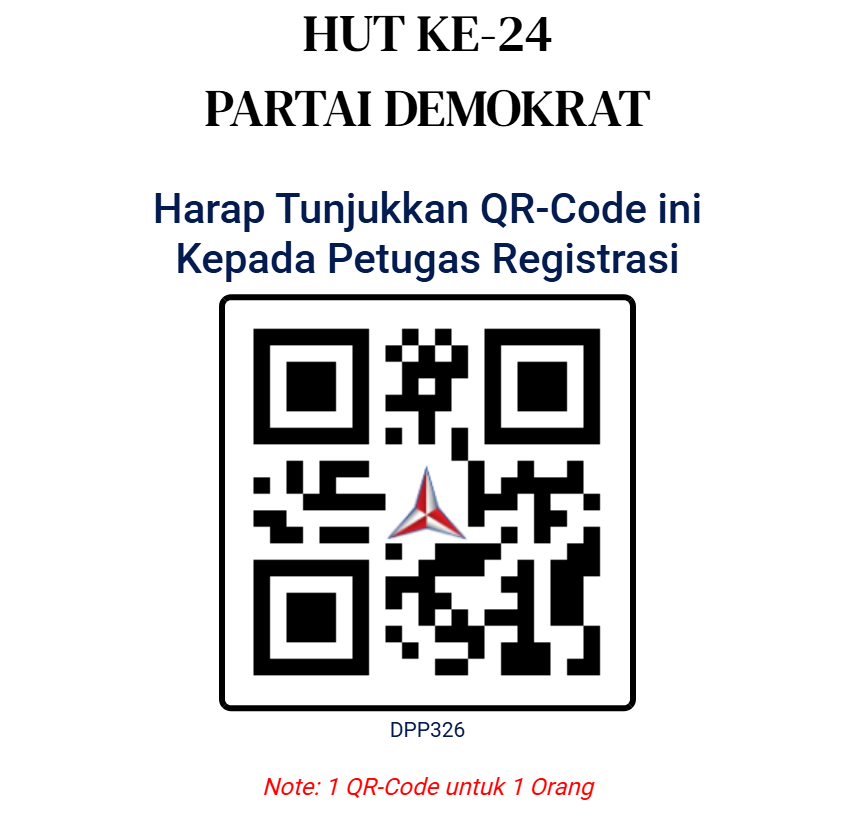 HUT KE-24
PARTAI DEMOKRAT
Harap Tunjukkan QR-Code ini
Kepada Petugas Registrasi
DPP326
Note: 1 QR-Code untuk 1 Orang